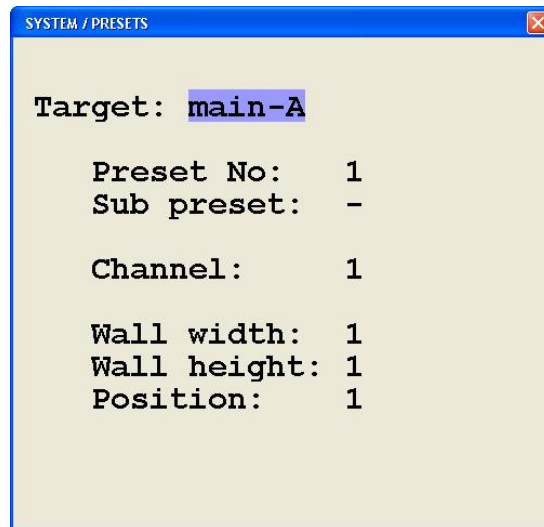 SYSTEM / PRESETS
Target: main-A
Preset No: 1
Sub preset: -
Channel: 1
Wall width: 1
Wall height: 1
Position: 1